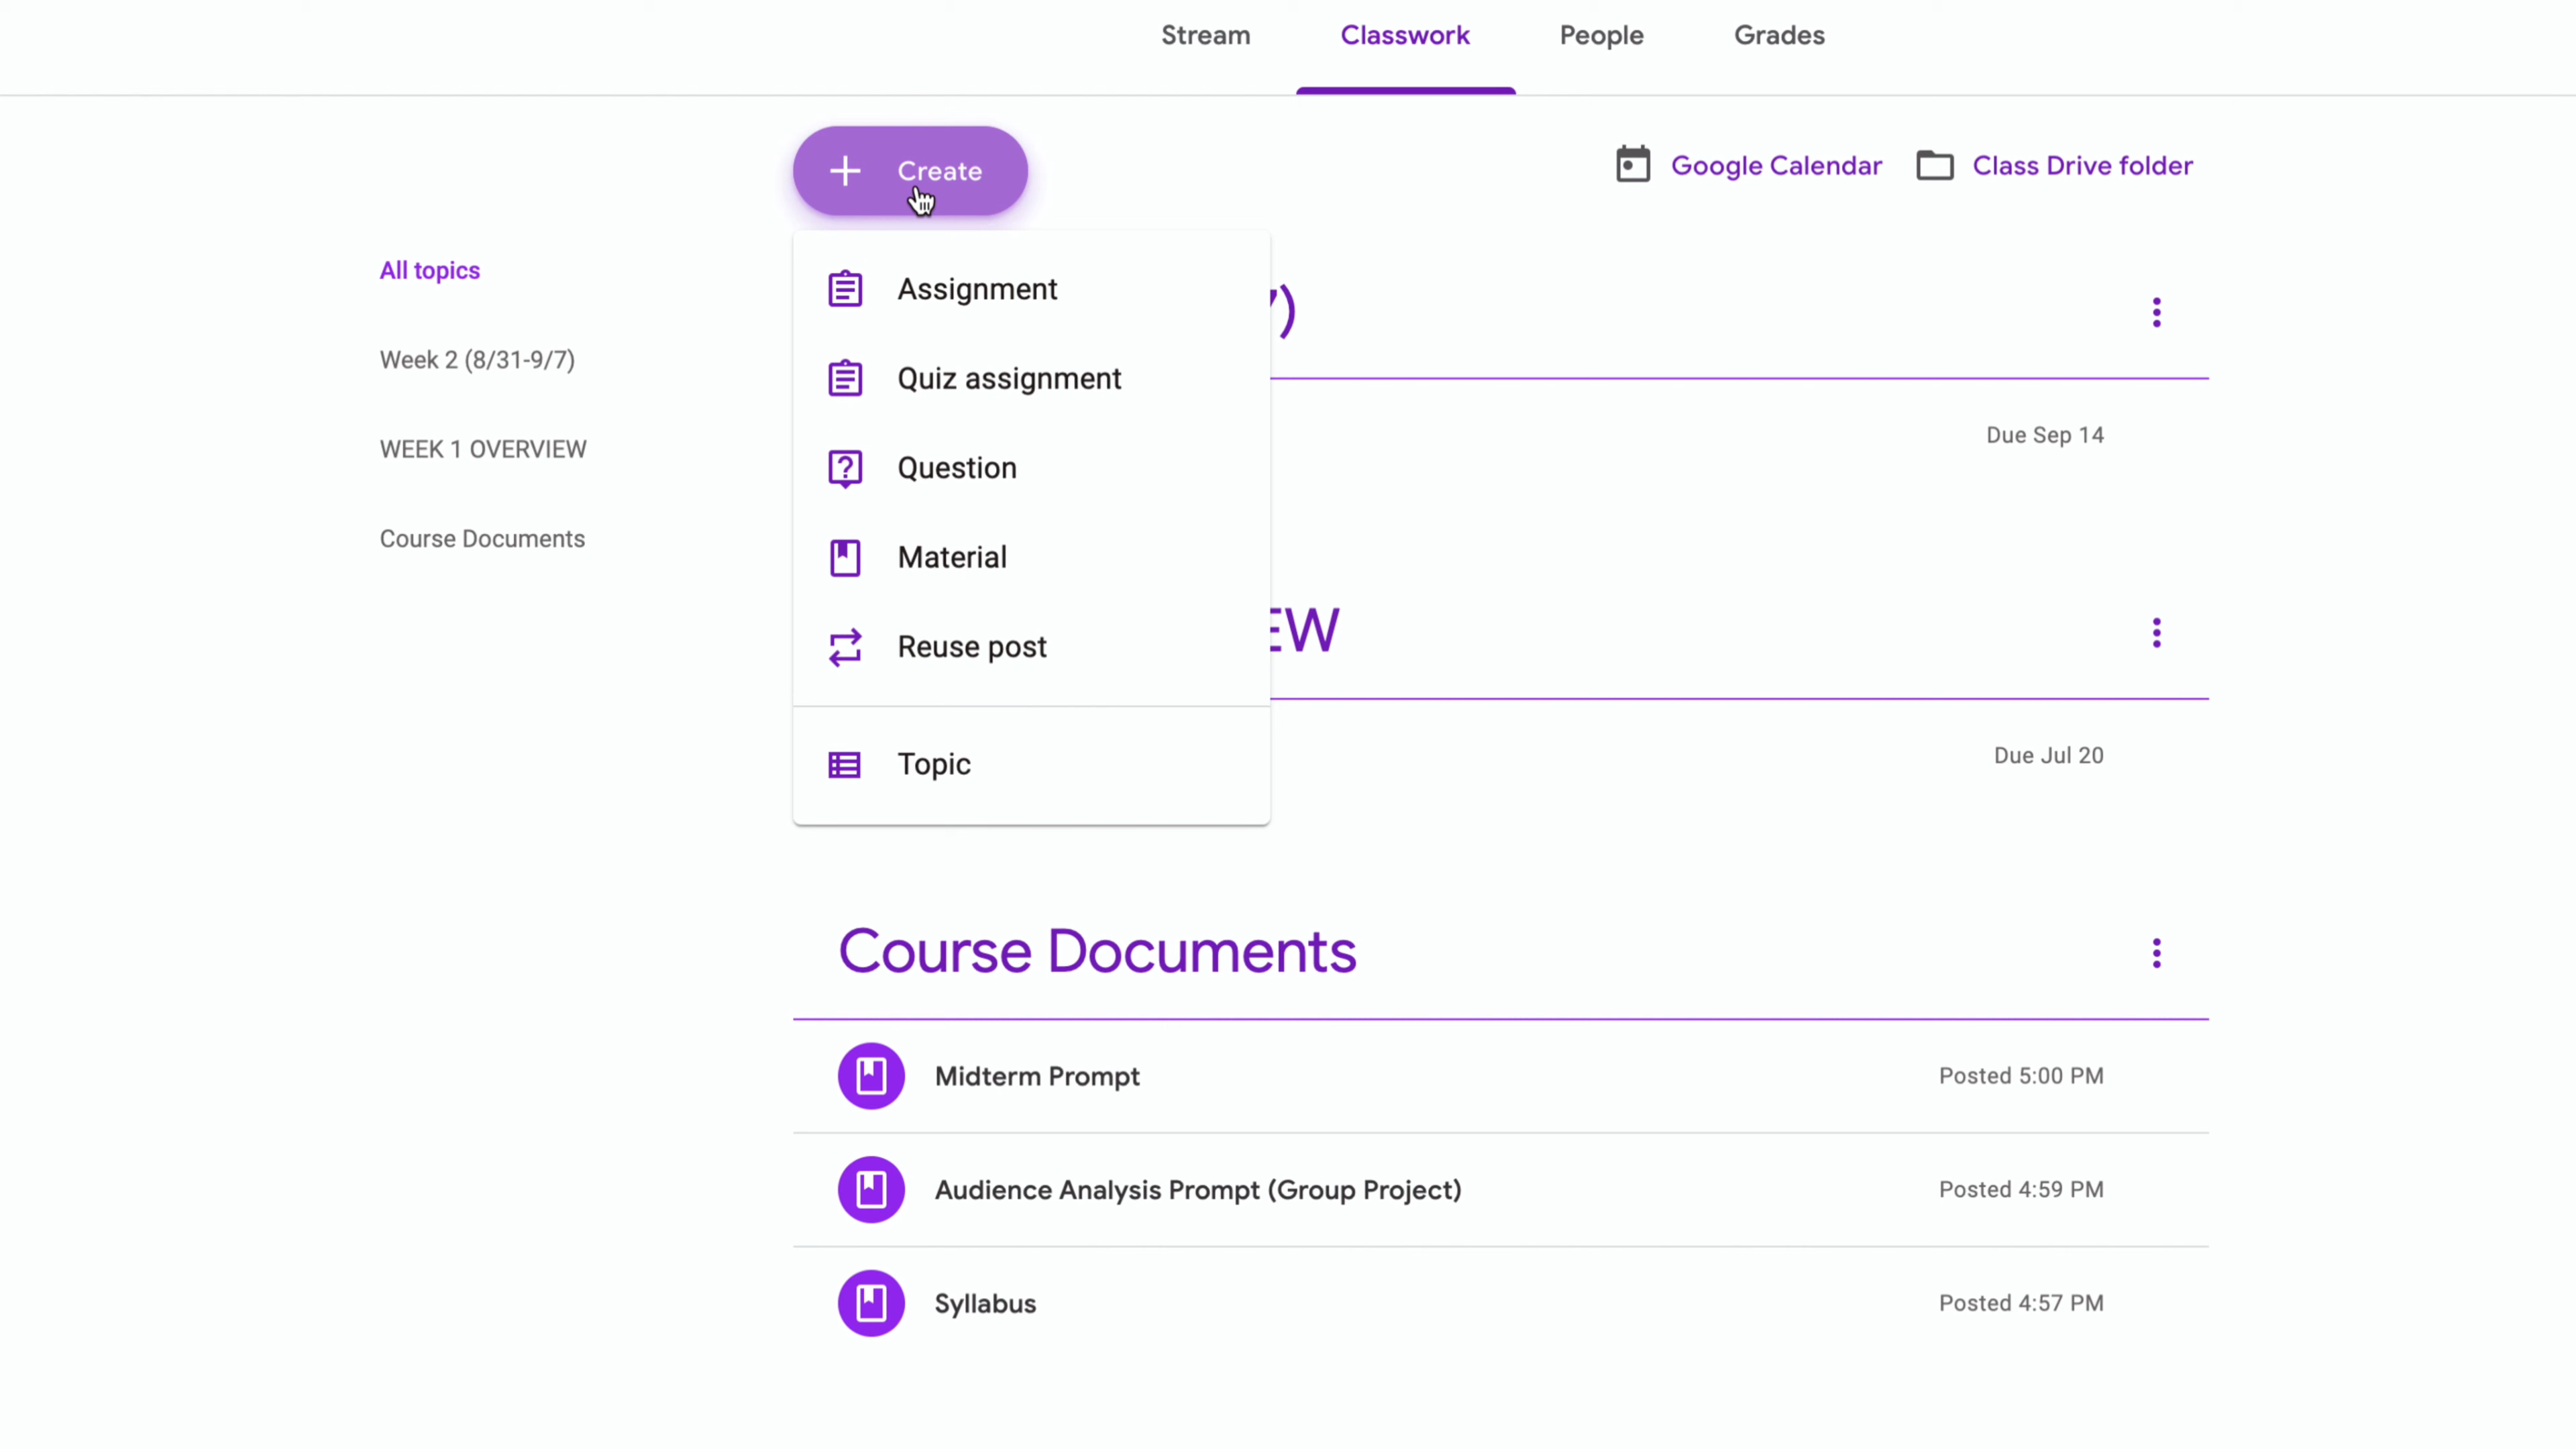 Stream Classwork People Grades
Create
Google Calendar Class Drive folder
All topics
Week 2 (8/31-9/7)
WEEK 1 OVERVIEW
Course Documents
Assignment
Quiz assignment
Question
Material
Reuse post
Topic
)
Due Sep 14
EW
Due Jul 20
Course Documents
Midterm Prompt Posted 5:00 PM
Audience Analysis Prompt (Group Project) Posted 4:59 PM
Syllabus Posted 4:57 PM